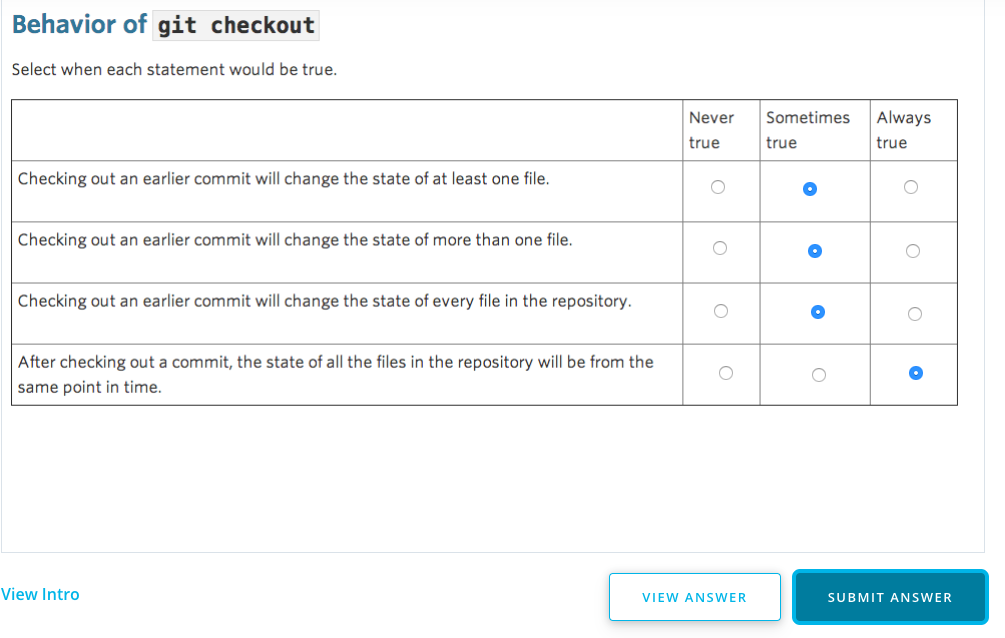 Behavior of git checkout
Select when each statement would be true.
Never Sometimes Always
true true true
Checking out an earlier commit will change the state of at least one file.
Checking out an earlier commit will change the state of more than one file.
Checking out an earlier commit will change the state of every file in the repository.
After checking out a commit, the state of all the files in the repository will be from the
same point in time.
View Intro
VIEW ANSWER
SUBMIT ANSWER